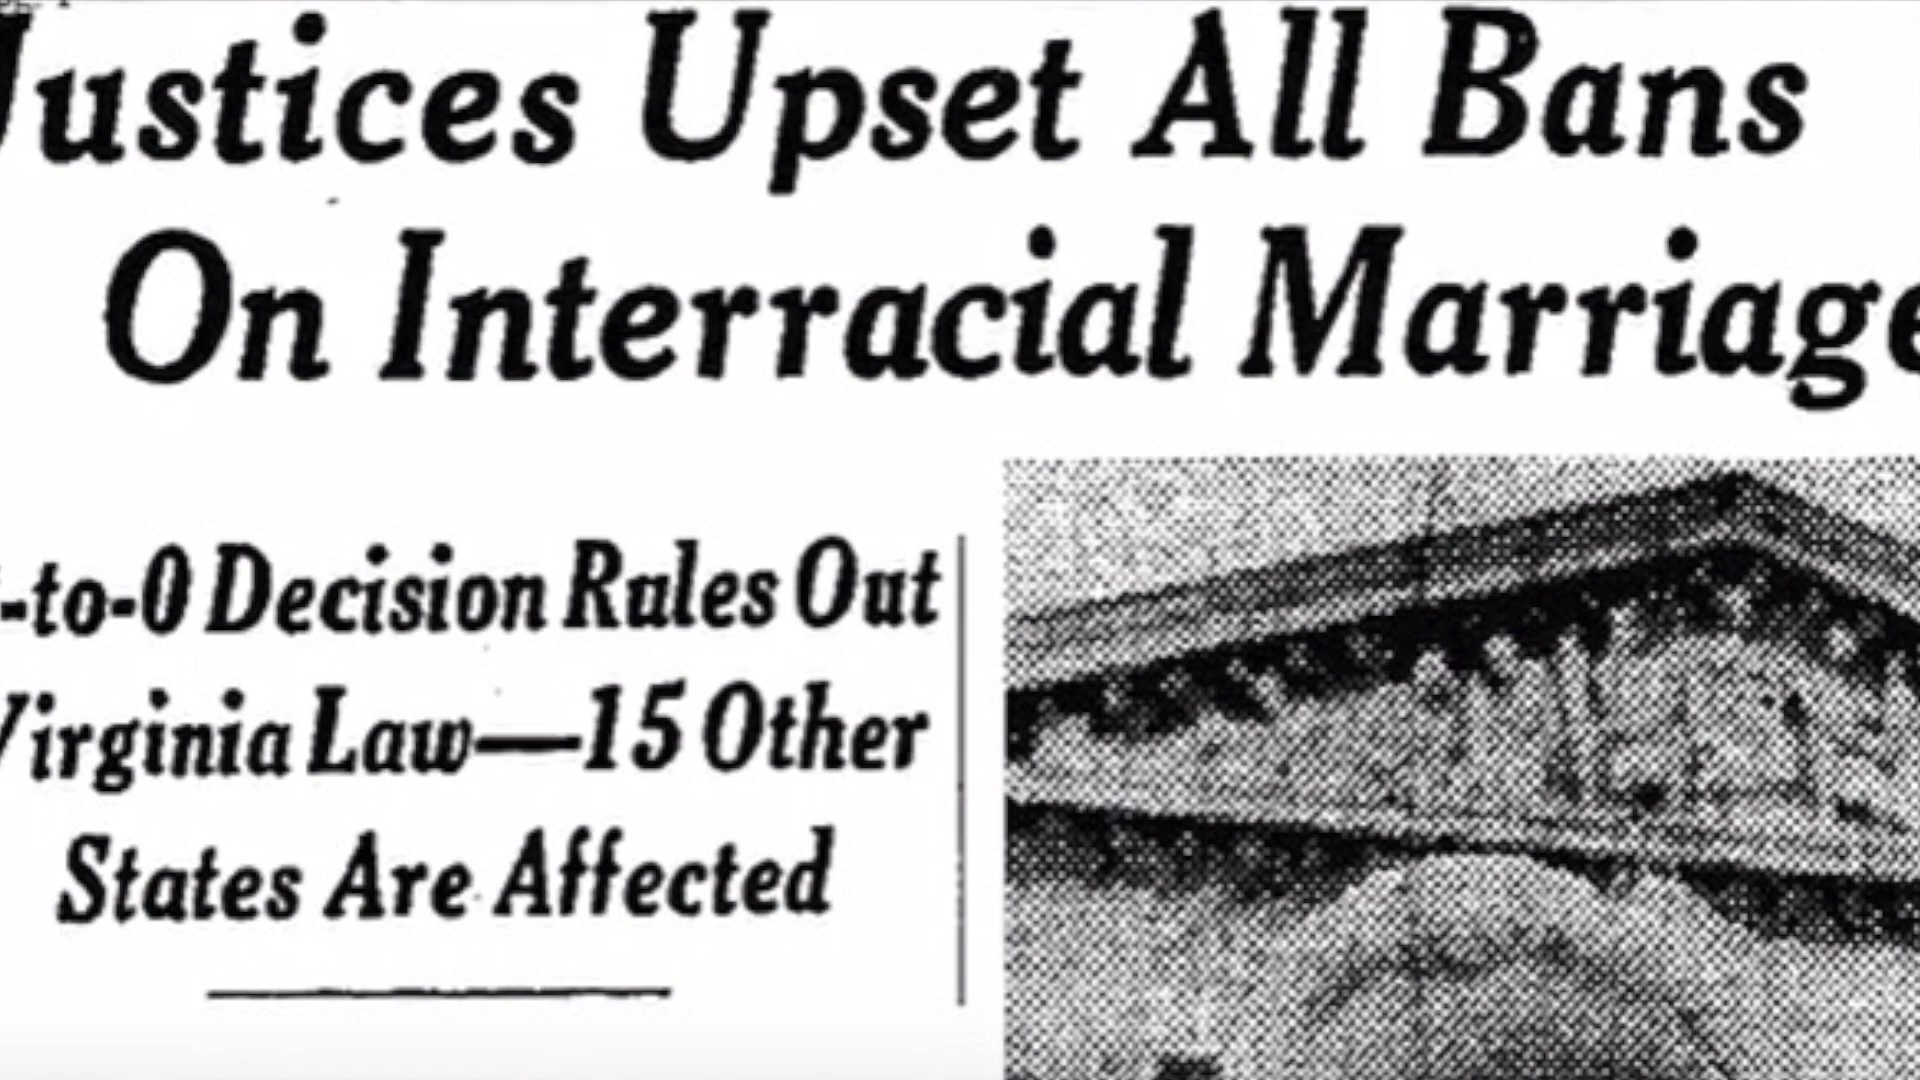 Justices Upset All Bans
On Interracial Marriage
-to-0 Decision Rules Out
Virginia Law—15 Other
States Are Affected